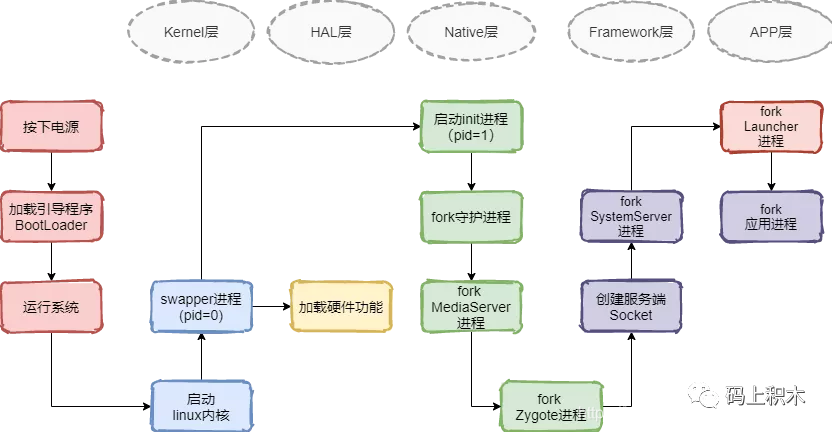 Kernel层
HAL层
Native层
Framework层
APP层
按下电源
加载引导程序
BootLoader
运行系统
swapper进程
(pid=0)
启动
linux内核
加载硬件功能
启动init进程
(pid=1）
fork守护进程
fork
MediaServer
进程
fork
Zygote进程
创建服务端
Socket
fork
SystemServer
进程
fork
Launcher
进程
fork
应用进程
码上积木